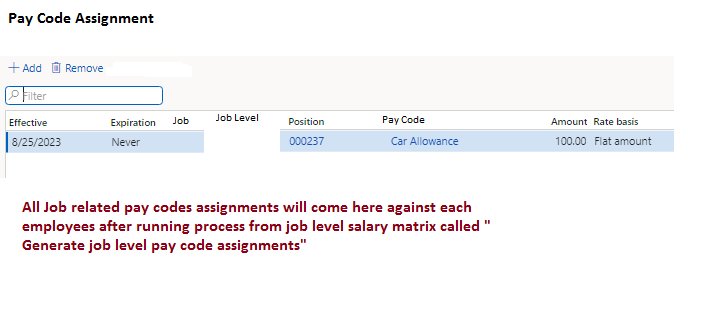 Pay Code Assignment
Add Remove
Filter
Effective Expiration Job Job Level Position Pay Code Amount Rate basis
8/25/2023 Never 000237 Car Allowance 100.00 Flat amount
All Job related pay codes assignments will come here against each
employees after running process from job level salary matrix called "
Generate job level pay code assignments"